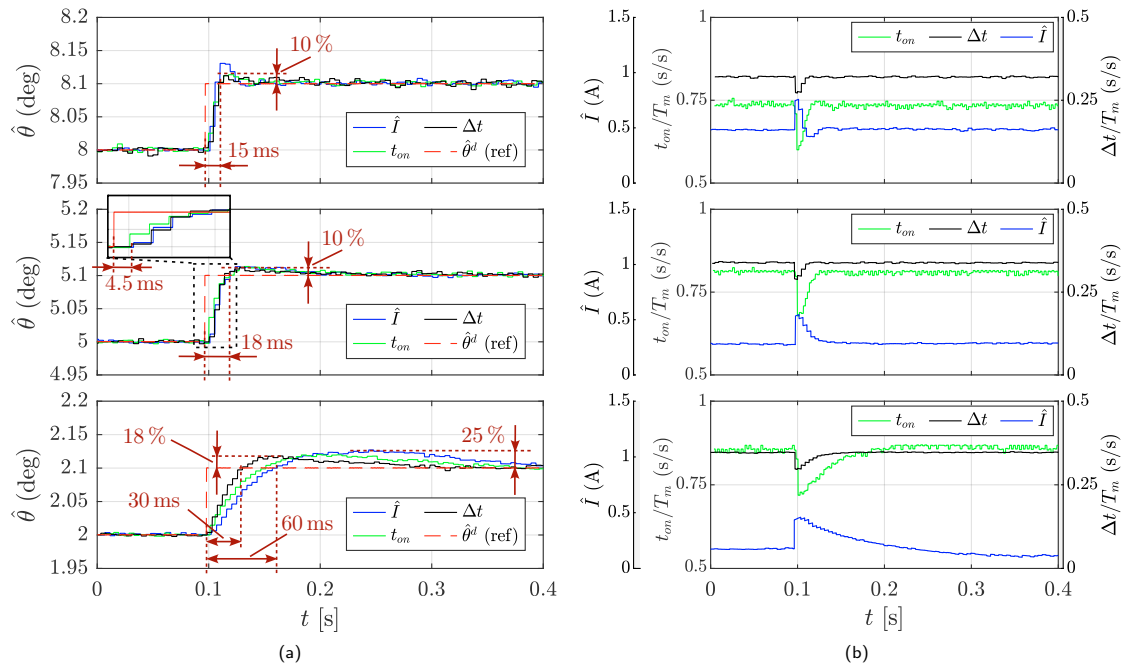 8.2
8.15
8.1
8.05
8
7.95
θ̂ (deg)
10 %
15 ms
Î
Δt
t_on
θ̂^d (ref)
5.2
5.15
5.1
5.05
5
4.95
θ̂ (deg)
4.5 ms
10 %
18 ms
Î
Δt
t_on
θ̂^d (ref)
2.2
2.15
2.1
2.05
2
1.95
θ̂ (deg)
18 %
25 %
30 ms
60 ms
Î
Δt
t_on
θ̂^d (ref)
0 0.1 0.2 0.3 0.4
t [s]
(a)
1.5
1
0.5
0
Î (A)
1
0.75
0.5
t_on/T_m (s/s)
t_on Δt Î
0.5
0.25
0
Δt/T_m (s/s)
1.5
1
0.5
0
Î (A)
1
0.75
0.5
t_on/T_m (s/s)
t_on Δt Î
0.5
0.25
0
Δt/T_m (s/s)
1.5
1
0.5
0
Î (A)
1
0.75
0.5
t_on/T_m (s/s)
t_on Δt Î
0.5
0.25
0
Δt/T_m (s/s)
0 0.1 0.2 0.3 0.4
t [s]
(b)